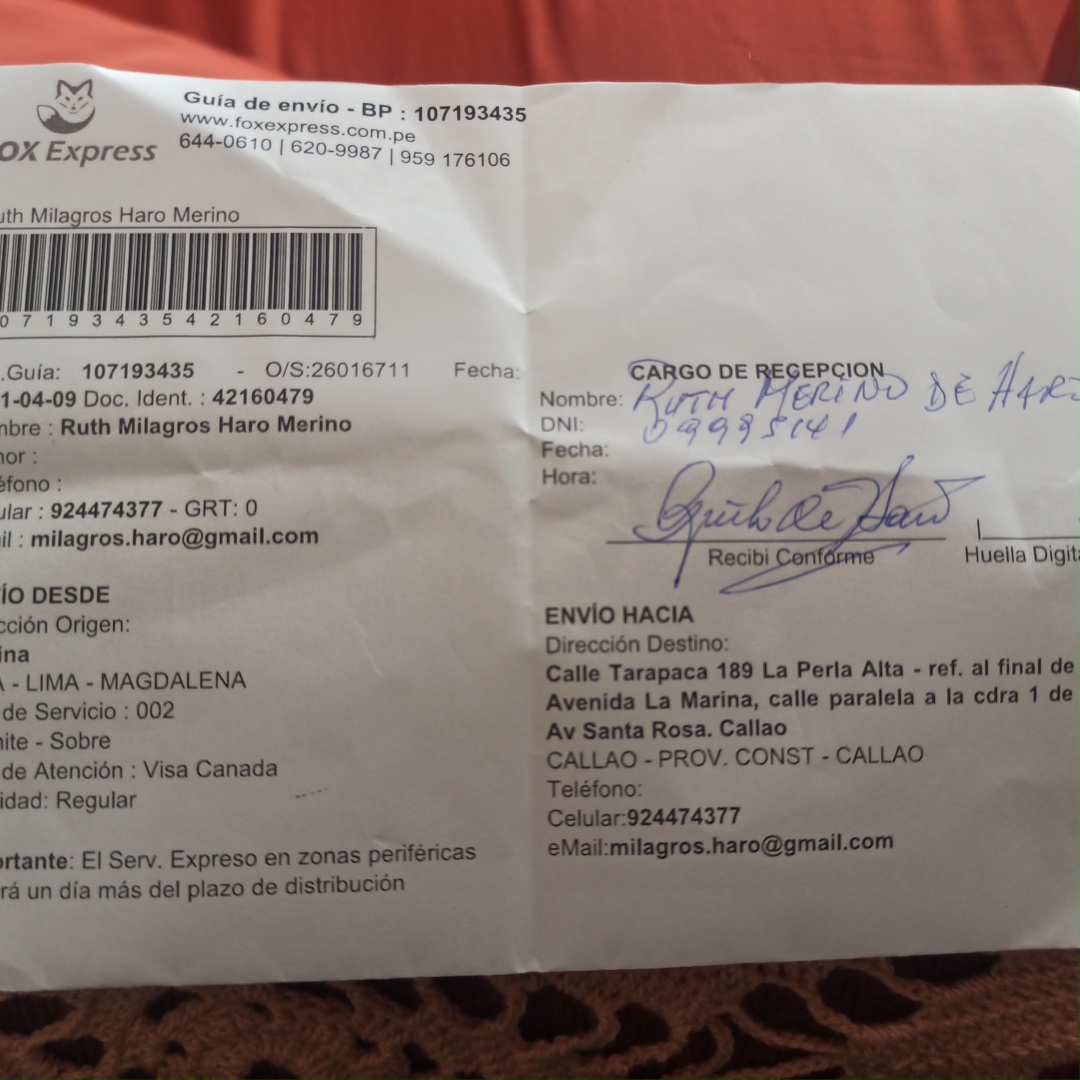 OX Express
Guía de envío - BP : 107193435
www.foxexpress.com.pe
644-0610 | 620-9987 | 959 176106
uth Milagros Haro Merino
0719343542160479
.Guía: 107193435 - O/S:26016711 Fecha:
1-04-09 Doc. Ident. : 42160479
mbre : Ruth Milagros Haro Merino
nor :
éfono :
ular : 924474377 - GRT: 0
il : milagros.haro@gmail.com
ÍO DESDE
cción Origen:
ina
A - LIMA - MAGDALENA
de Servicio : 002
ite - Sobre
de Atención : Visa Canada
idad: Regular
ortante: El Serv. Expreso en zonas periféricas
rá un día más del plazo de distribución
CARGO DE RECEPCION
Nombre: RUTH MERINO DE HARO
DNI: 09995141
Fecha:
Hora:
Recibi Conforme
Huella Digita
ENVÍO HACIA
Dirección Destino:
Calle Tarapaca 189 La Perla Alta - ref. al final de
Avenida La Marina, calle paralela a la cdra 1 de
Av Santa Rosa. Callao
CALLAO - PROV. CONST - CALLAO
Teléfono:
Celular:924474377
eMail:milagros.haro@gmail.com